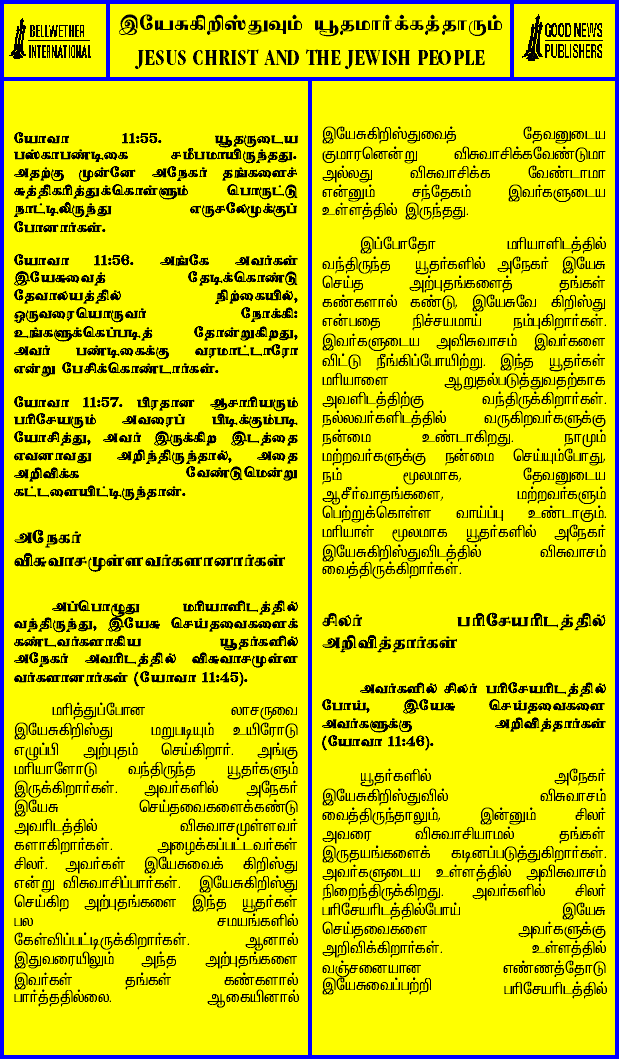 BELLWETHER
INTERNATIONAL
இயேசுகிறிஸ்துவும் யூதமார்க்கத்தாரும்
JESUS CHRIST AND THE JEWISH PEOPLE
GOOD NEWS
PUBLISHERS
யோவா 11:55. யூதருடைய
பஸ்காபண்டிகை சமீபமாயிருந்தது.
அதற்கு முன்னே அநேகர் தங்களைச்
சுத்திகரித்துக்கொள்ளும் பொருட்டு
நாட்டிலிருந்து எருசலேமுக்குப்
போனார்கள்.
யோவா 11:56. அங்கே அவர்கள்
இயேசுவைத் தேடிக்கொண்டு
தேவாலயத்தில் நிற்கையில்,
ஒருவரையொருவர் நோக்கி:
உங்களுக்கெப்படித் தோன்றுகிறது,
அவர் பண்டிகைக்கு வரமாட்டாரோ
என்று பேசிக்கொண்டார்கள்.
யோவா 11:57. பிரதான ஆசாரியரும்
பரிசேயரும் அவரைப் பிடிக்கும்படி
யோசித்து, அவர் இருக்கிற இடத்தை
எவனாவது அறிந்திருந்தால், அதை
அறிவிக்க வேண்டுமென்று
கட்டளையிட்டிருந்தான்.
அநேகர்
விசுவாசமுள்ளவர்களானார்கள்
அப்பொழுது மரியாளிடத்தில்
வந்திருந்து, இயேசு செய்தவைகளைக்
கண்டவர்களாகிய யூதர்களில்
அநேகர் அவரிடத்தில் விசுவாசமுள்ள
வர்களானார்கள் (யோவா 11:45).
மரித்துப்போன லாசருவை
இயேசுகிறிஸ்து மறுபடியும் உயிரோடு
எழுப்பி அற்புதம் செய்கிறார். அங்கு
மரியாளோடு வந்திருந்த யூதர்களும்
இருக்கிறார்கள். அவர்களில் அநேகர்
இயேசு செய்தவைகளைக்கண்டு
அவரிடத்தில் விசுவாசமுள்ளவர்
களாகிறார்கள். அழைக்கப்பட்டவர்கள்
சிலர். அவர்கள் இயேசுவைக் கிறிஸ்து
என்று விசுவாசிப்பார்கள். இயேசுகிறிஸ்து
செய்கிற அற்புதங்களை இந்த யூதர்கள்
பல சமயங்களில்
கேள்விப்பட்டிருக்கிறார்கள். ஆனால்
இதுவரையிலும் அந்த அற்புதங்களை
இவர்கள் தங்கள் கண்களால்
பார்த்ததில்லை. ஆகையினால்
இயேசுகிறிஸ்துவைத் தேவனுடைய
குமாரனென்று விசுவாசிக்கவேண்டுமா
அல்லது விசுவாசிக்க வேண்டாமா
என்னும் சந்தேகம் இவர்களுடைய
உள்ளத்தில் இருந்தது.
இப்போதோ மரியாளிடத்தில்
வந்திருந்த யூதர்களில் அநேகர் இயேசு
செய்த அற்புதங்களைத் தங்கள்
கண்களால் கண்டு, இயேசுவே கிறிஸ்து
என்பதை நிச்சயமாய் நம்புகிறார்கள்.
இவர்களுடைய அவிசுவாசம் இவர்களை
விட்டு நீங்கிப்போயிற்று. இந்த யூதர்கள்
மரியாளை ஆறுதல்படுத்துவதற்காக
அவளிடத்திற்கு வந்திருக்கிறார்கள்.
நல்லவர்களிடத்தில் வருகிறவர்களுக்கு
நன்மை உண்டாகிறது. நாமும்
மற்றவர்களுக்கு நன்மை செய்யும்போது,
நம் மூலமாக, தேவனுடைய
ஆசீர்வாதங்களை, மற்றவர்களும்
பெற்றுக்கொள்ள வாய்ப்பு உண்டாகும்.
மரியாள் மூலமாக யூதர்களில் அநேகர்
இயேசுகிறிஸ்துவிடத்தில் விசுவாசம்
வைத்திருக்கிறார்கள்.
சிலர் பரிசேயரிடத்தில்
அறிவித்தார்கள்
அவர்களில் சிலர் பரிசேயரிடத்தில்
போய், இயேசு செய்தவைகளை
அவர்களுக்கு அறிவித்தார்கள்
(யோவா 11:46).
யூதர்களில் அநேகர்
இயேசுகிறிஸ்துவில் விசுவாசம்
வைத்திருந்தாலும், இன்னும் சிலர்
அவரை விசுவாசியாமல் தங்கள்
இருதயங்களைக் கடினப்படுத்துகிறார்கள்.
அவர்களுடைய உள்ளத்தில் அவிசுவாசம்
நிறைந்திருக்கிறது. அவர்களில் சிலர்
பரிசேயரிடத்தில்போய் இயேசு
செய்தவைகளை அவர்களுக்கு
அறிவிக்கிறார்கள். உள்ளத்தில்
வஞ்சனையான எண்ணத்தோடு
இயேசுவைப்பற்றி பரிசேயரிடத்தில்